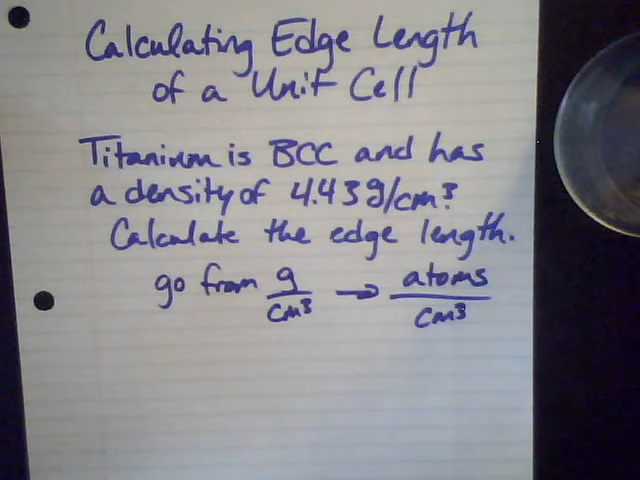 Calculating Edge Length
of a Unit Cell
Titanium is BCC and has
a density of 4.43 g/cm³.
Calculate the edge length.
go from g/cm³ → atoms/cm³